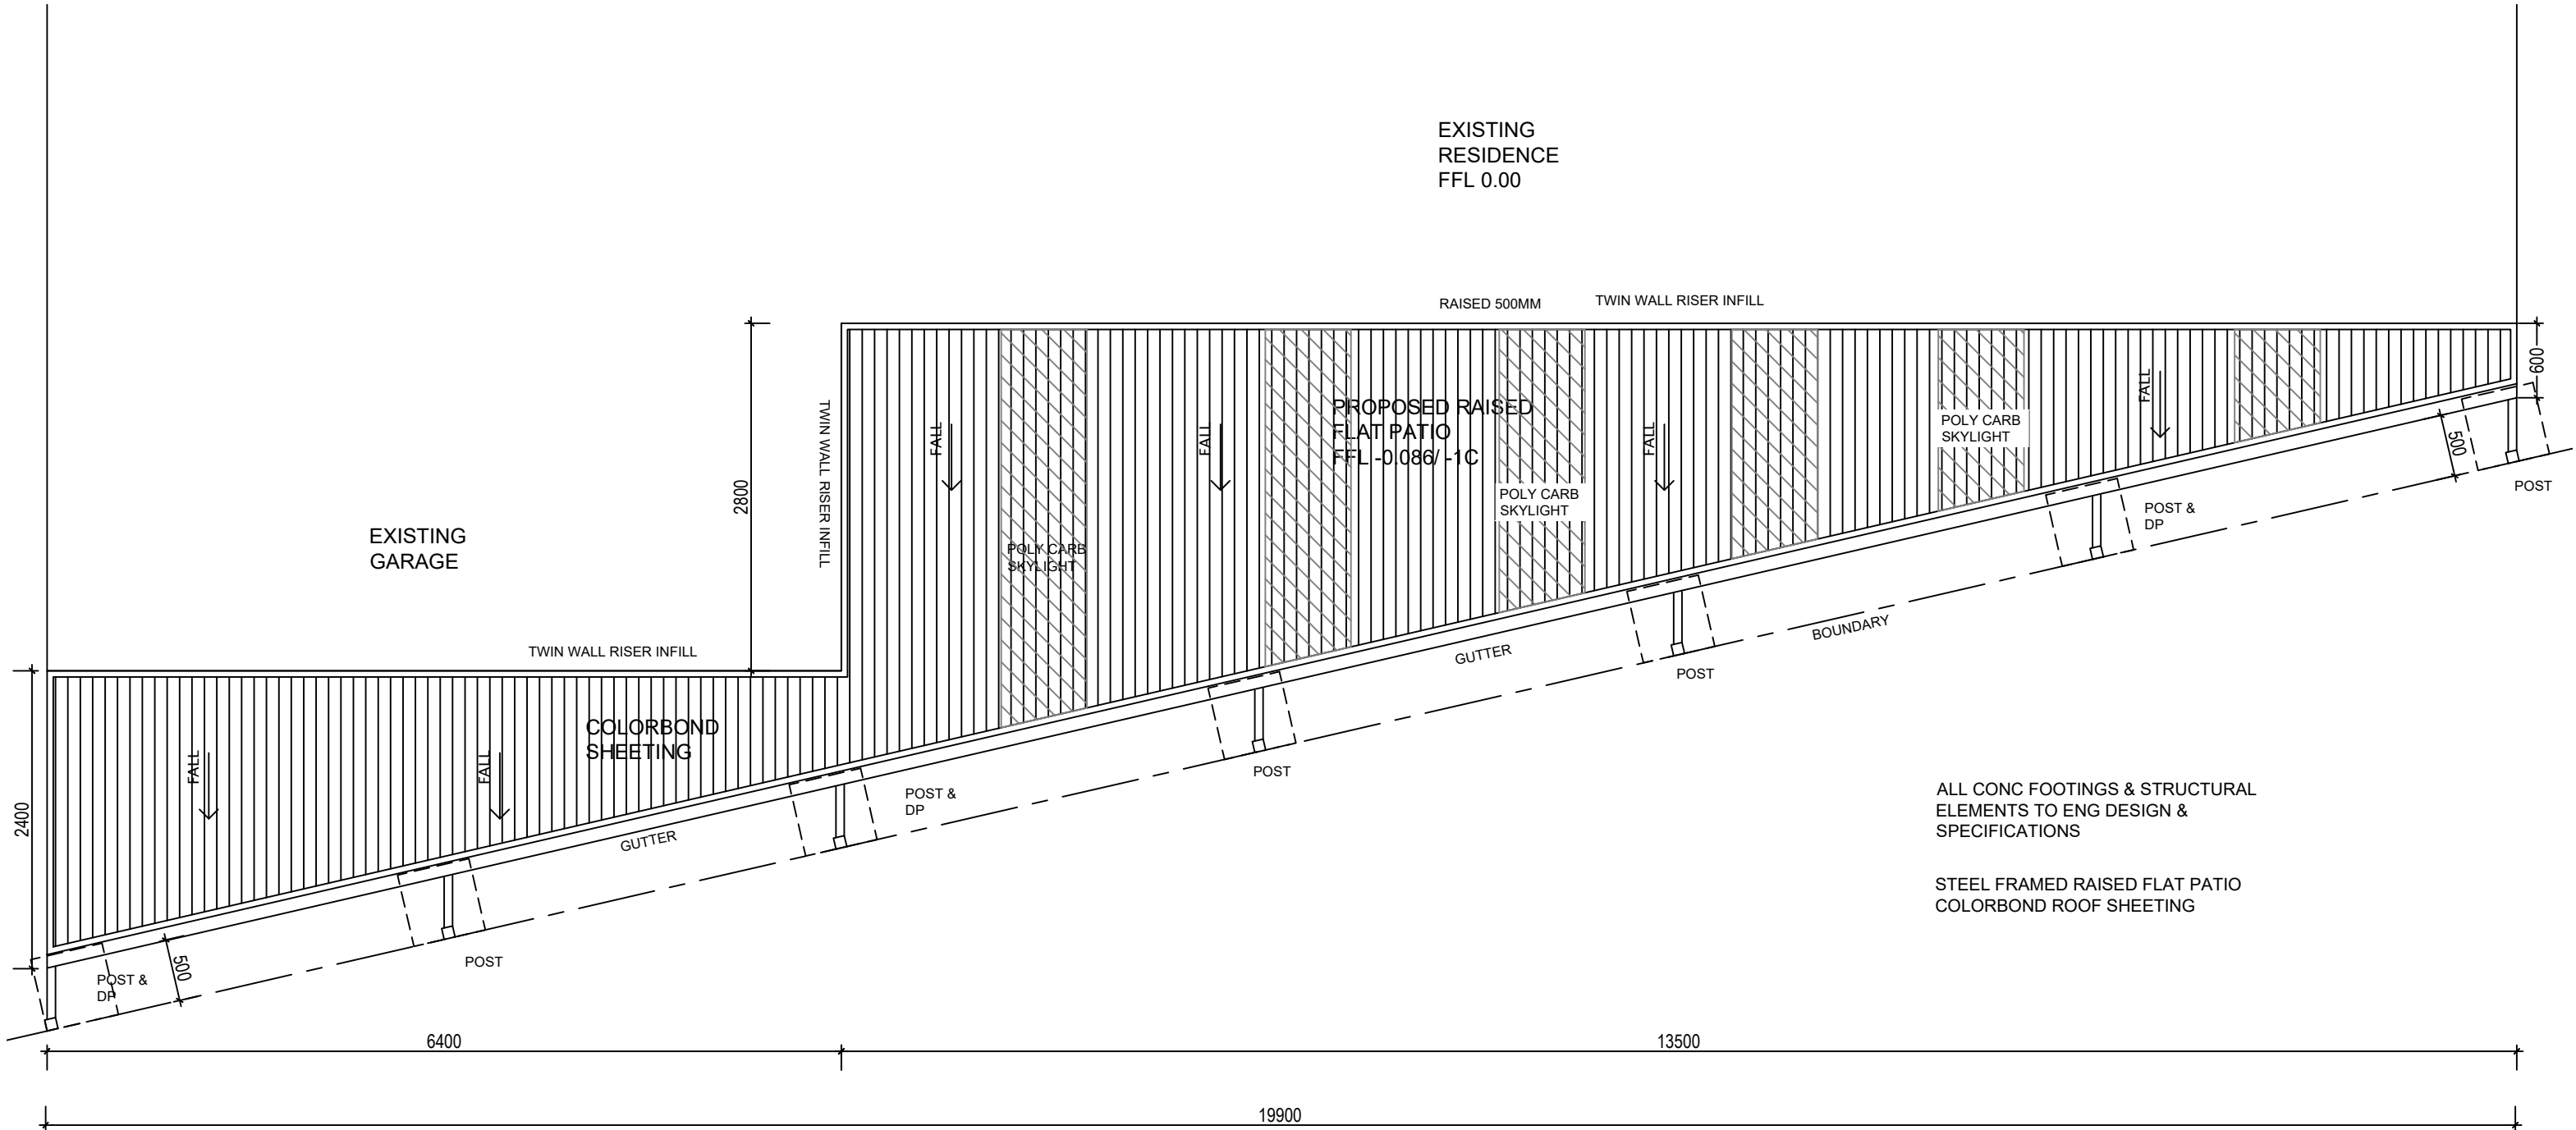 EXISTING
RESIDENCE
FFL 0.00
RAISED 500MM
TWIN WALL RISER INFILL
600
FALL
FALL
FALL
FALL
TWIN WALL RISER INFILL
PROPOSED RAISED
FLAT PATIO
FFL -0.086/ -1C
POLY CARB
SKYLIGHT
500
2800
POLY CARB
SKYLIGHT
POST
POST &
DP
EXISTING
GARAGE
POLY CARB
SKYLIGHT
BOUNDARY
GUTTER
TWIN WALL RISER INFILL
POST
COLORBOND
SHEETING
FALL
FALL
POST
POST &
DP
ALL CONC FOOTINGS & STRUCTURAL
ELEMENTS TO ENG DESIGN &
SPECIFICATIONS
2400
GUTTER
STEEL FRAMED RAISED FLAT PATIO
COLORBOND ROOF SHEETING
POST
500
POST &
DP
6400
13500
19900